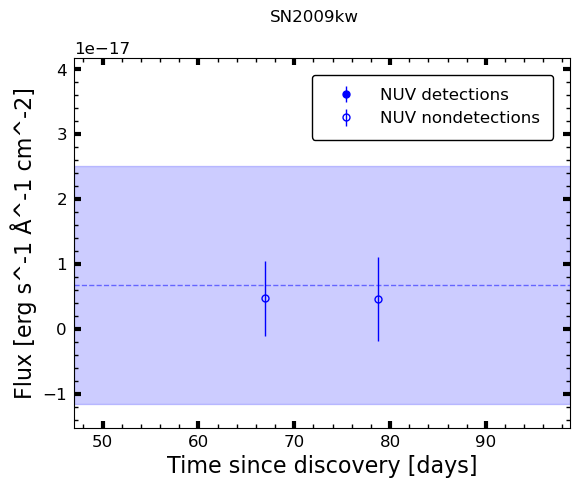 SN2009kw
1e−17
NUV detections
NUV nondetections
4
3
2
1
0
−1
Flux [erg s^-1 Å^-1 cm^-2]
50 60 70 80 90
Time since discovery [days]